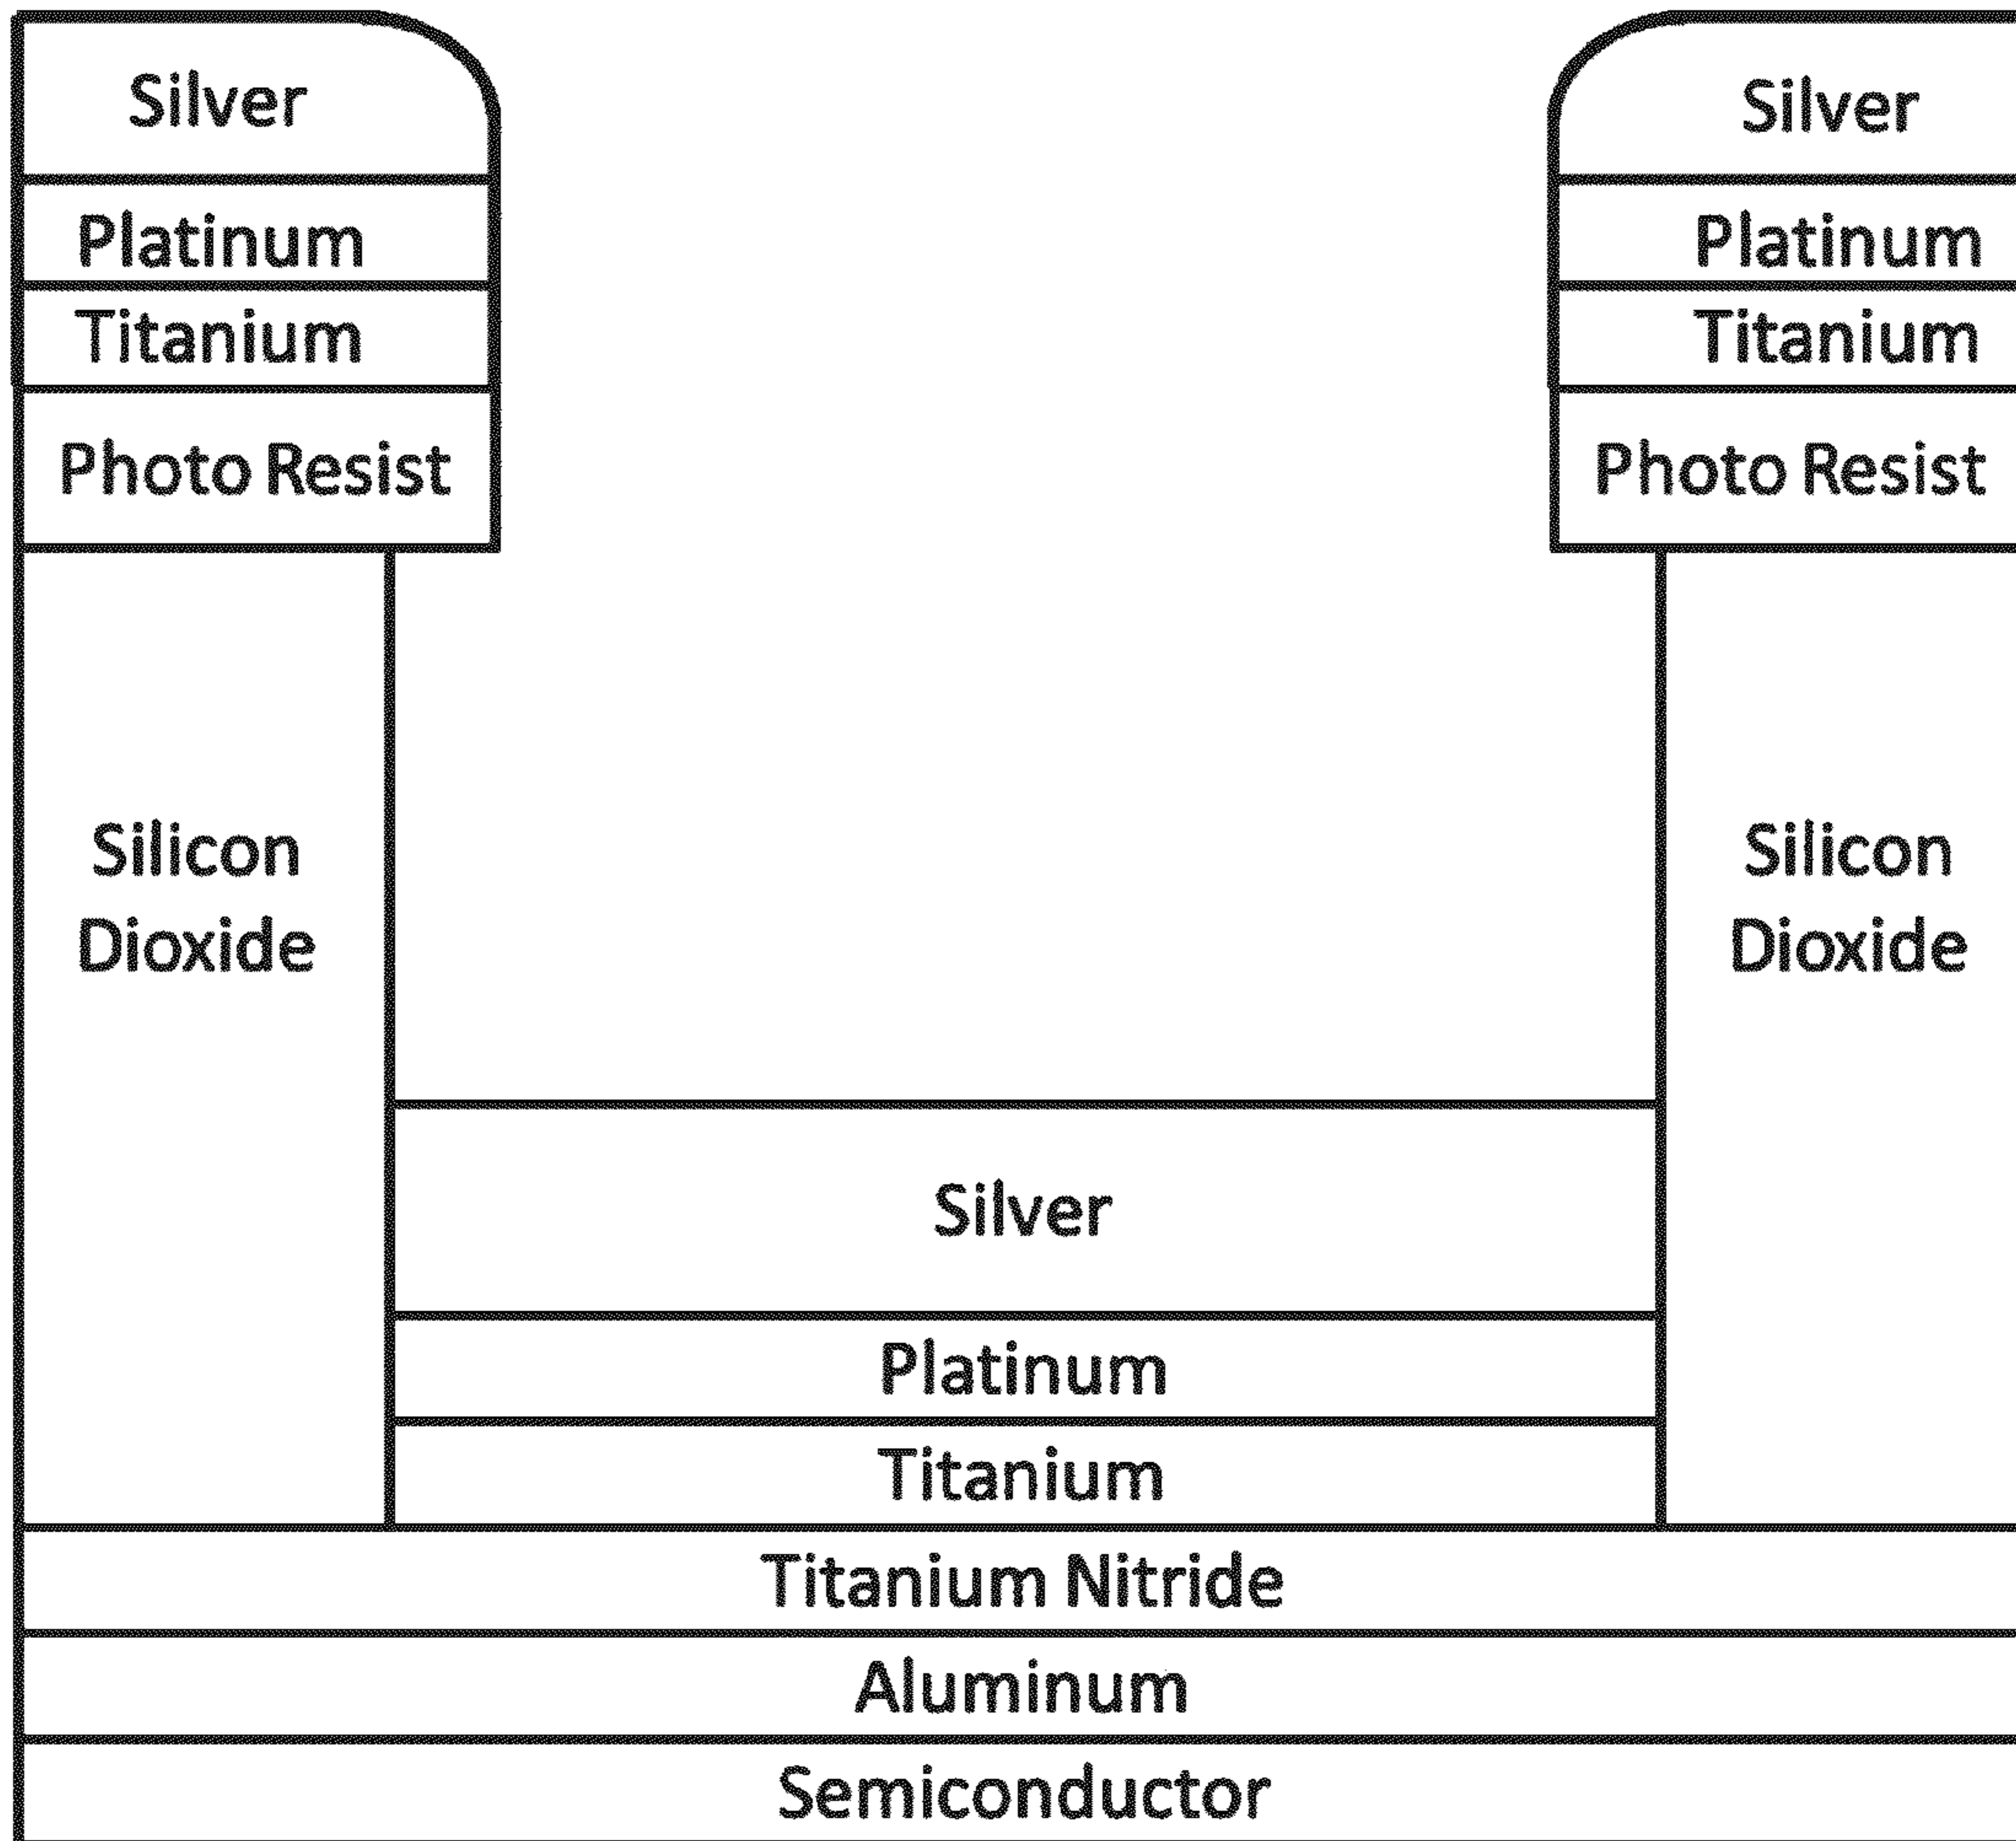 Silver
Silver
Platinum
Platinum
Titanium
Titanium
Photo Resist
Photo Resist
Silicon
Dioxide
Silicon
Dioxide
Silver
Platinum
Titanium
Titanium Nitride
Aluminum
Semiconductor